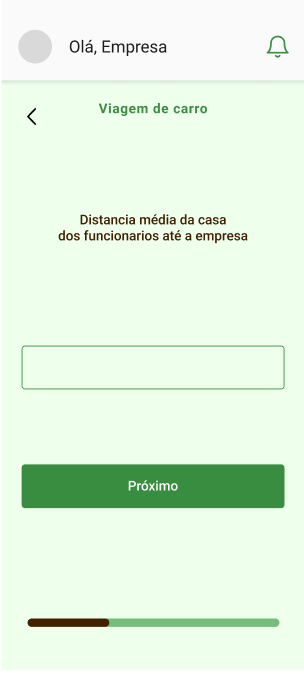 Olá, Empresa
Viagem de carro
Distancia média da casa
dos funcionarios até a empresa
Próximo